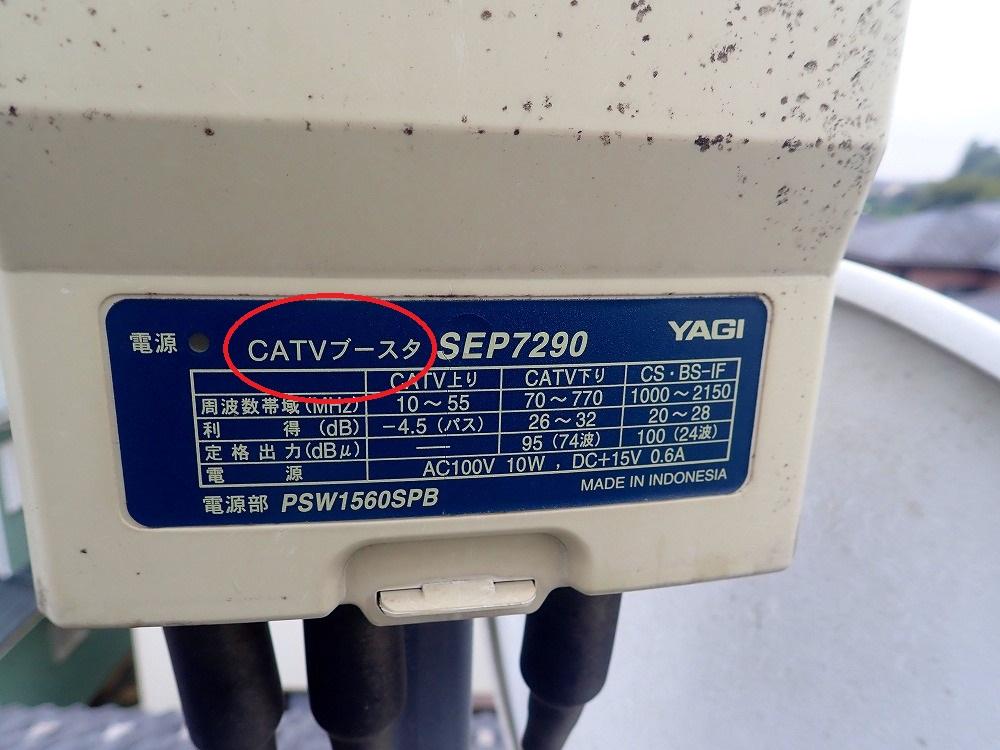 電源 CATVブースタ SEP7290 YAGI
CATV上り CATV下り CS・BS-IF
周波数帯域(MHz) 10～55 70～770 1000～2150
利得(dB) -4.5(パス) 26～32 20～28
定格出力(dBμ) — 95(74波) 100(24波)
電源 AC100V 10W , DC+15V 0.6A
電源部 PSW1560SPB MADE IN INDONESIA